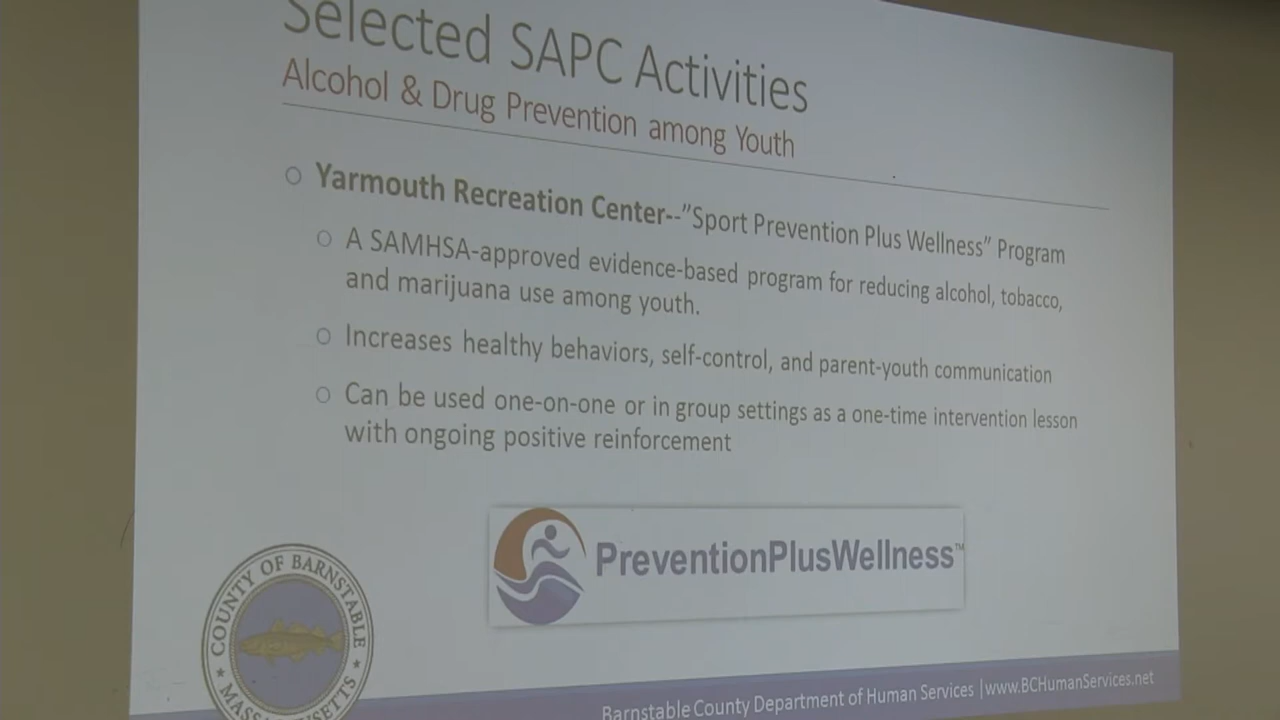 Selected SAPC Activities
Alcohol & Drug Prevention among Youth
Yarmouth Recreation Center--"Sport Prevention Plus Wellness" Program
A SAMHSA-approved evidence-based program for reducing alcohol, tobacco,
and marijuana use among youth.
Increases healthy behaviors, self-control, and parent-youth communication
Can be used one-on-one or in group settings as a one-time intervention lesson
with ongoing positive reinforcement
PreventionPlusWellness™
COUNTY OF BARNSTABLE
MASSACHUSETTS
Barnstable County Department of Human Services | www.BCHumanServices.net